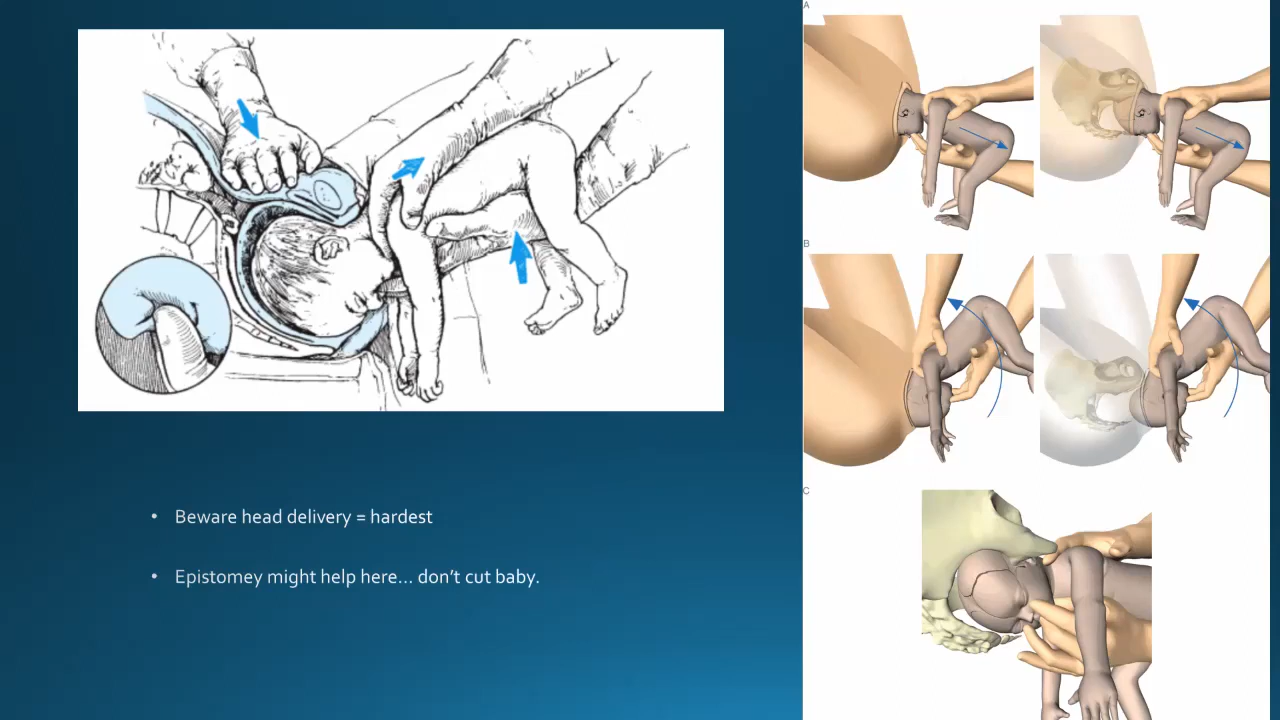 • Beware head delivery = hardest
• Epistomey might help here... don't cut baby.
A
B
C